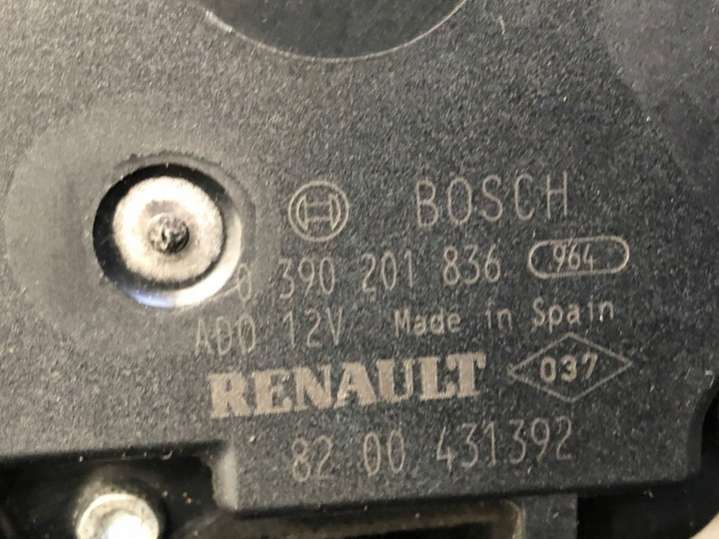 BOSCH
0 390 201 836 964
ADO 12V Made in Spain
RENAULT 037
82 00 431392